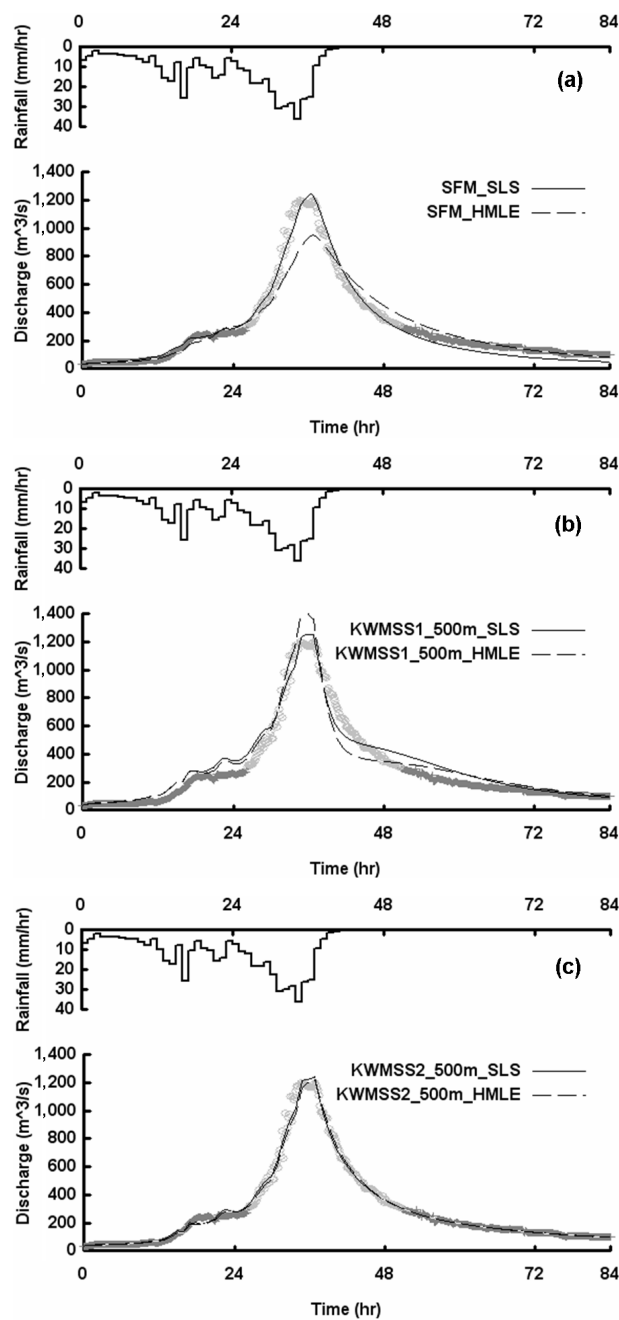 0 24 48 72 84
Rainfall (mm/hr)
0
10
20
30
40
(a)
Discharge (m^3/s)
1,400
1,200
1,000
800
600
400
200
0
SFM_SLS
SFM_HMLE
0 24 48 72 84
Time (hr)
0 24 48 72 84
Rainfall (mm/hr)
0
10
20
30
40
(b)
Discharge (m^3/s)
1,400
1,200
1,000
800
600
400
200
0
KWMSS1_500m_SLS
KWMSS1_500m_HMLE
0 24 48 72 84
Time (hr)
0 24 48 72 84
Rainfall (mm/hr)
0
10
20
30
40
(c)
Discharge (m^3/s)
1,400
1,200
1,000
800
600
400
200
0
KWMSS2_500m_SLS
KWMSS2_500m_HMLE
0 24 48 72 84
Time (hr)